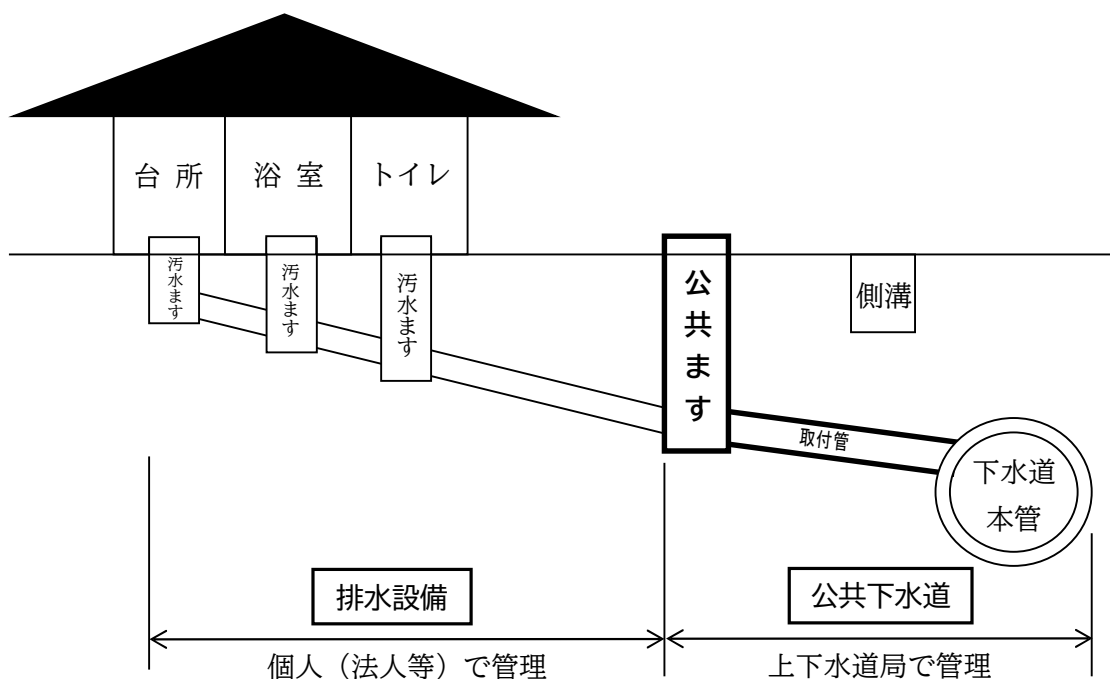 台所
浴室
トイレ
汚水ます
汚水ます
汚水ます
公共ます
側溝
取付管
下水道
本管
排水設備
公共下水道
個人（法人等）で管理
上下水道局で管理